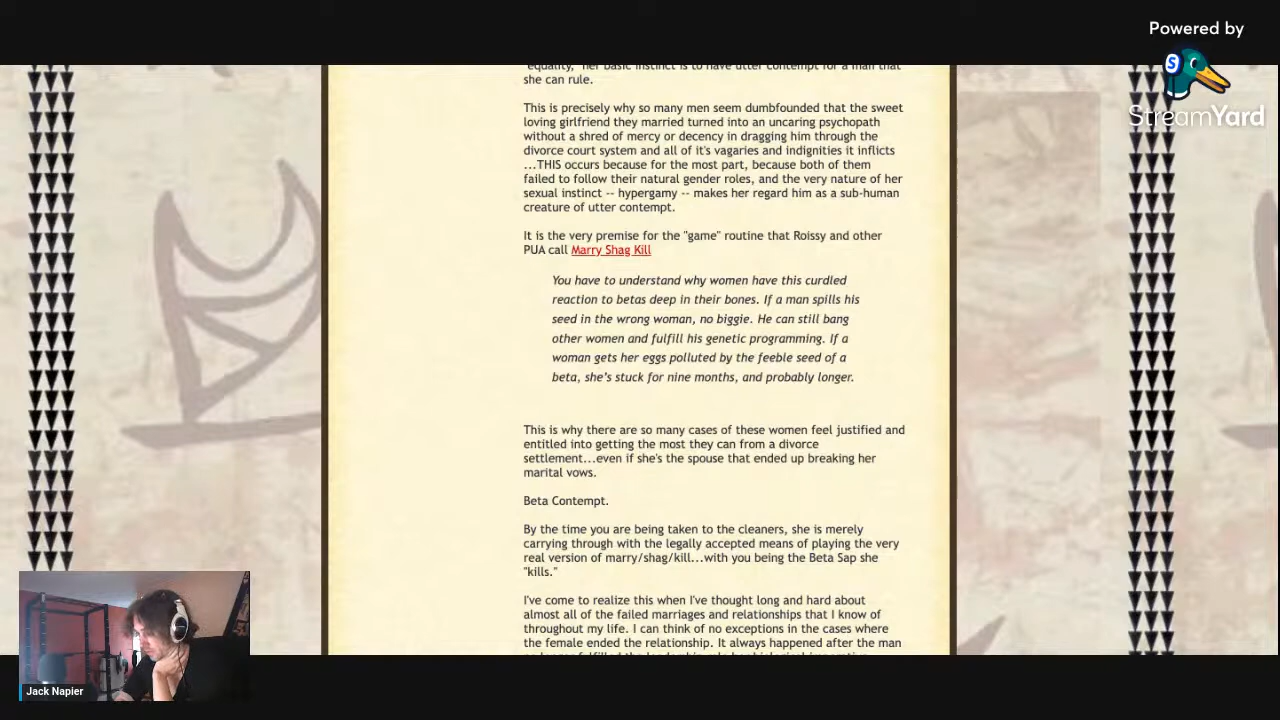 Powered by
StreamYard
"equality," her basic instinct is to have utter contempt for a man that
she can rule.
This is precisely why so many men seem dumbfounded that the sweet
loving girlfriend they married turned into an uncaring psychopath
without a shred of mercy or decency in dragging him through the
divorce court system and all of it's vagaries and indignities it inflicts
...THIS occurs because for the most part, because both of them
failed to follow their natural gender roles, and the very nature of her
sexual instinct -- hypergamy -- makes her regard him as a sub-human
creature of utter contempt.
It is the very premise for the "game" routine that Roissy and other
PUA call Marry Shag Kill
You have to understand why women have this curdled
reaction to betas deep in their bones. If a man spills his
seed in the wrong woman, no biggie. He can still bang
other women and fulfill his genetic programming. If a
woman gets her eggs polluted by the feeble seed of a
beta, she's stuck for nine months, and probably longer.
This is why there are so many cases of these women feel justified and
entitled into getting the most they can from a divorce
settlement...even if she's the spouse that ended up breaking her
marital vows.
Beta Contempt.
By the time you are being taken to the cleaners, she is merely
carrying through with the legally accepted means of playing the very
real version of marry/shag/kill...with you being the Beta Sap she
"kills."
I've come to realize this when I've thought long and hard about
almost all of the failed marriages and relationships that I know of
throughout my life. I can think of no exceptions in the cases where
the female ended the relationship. It always happened after the man
Jack Napier